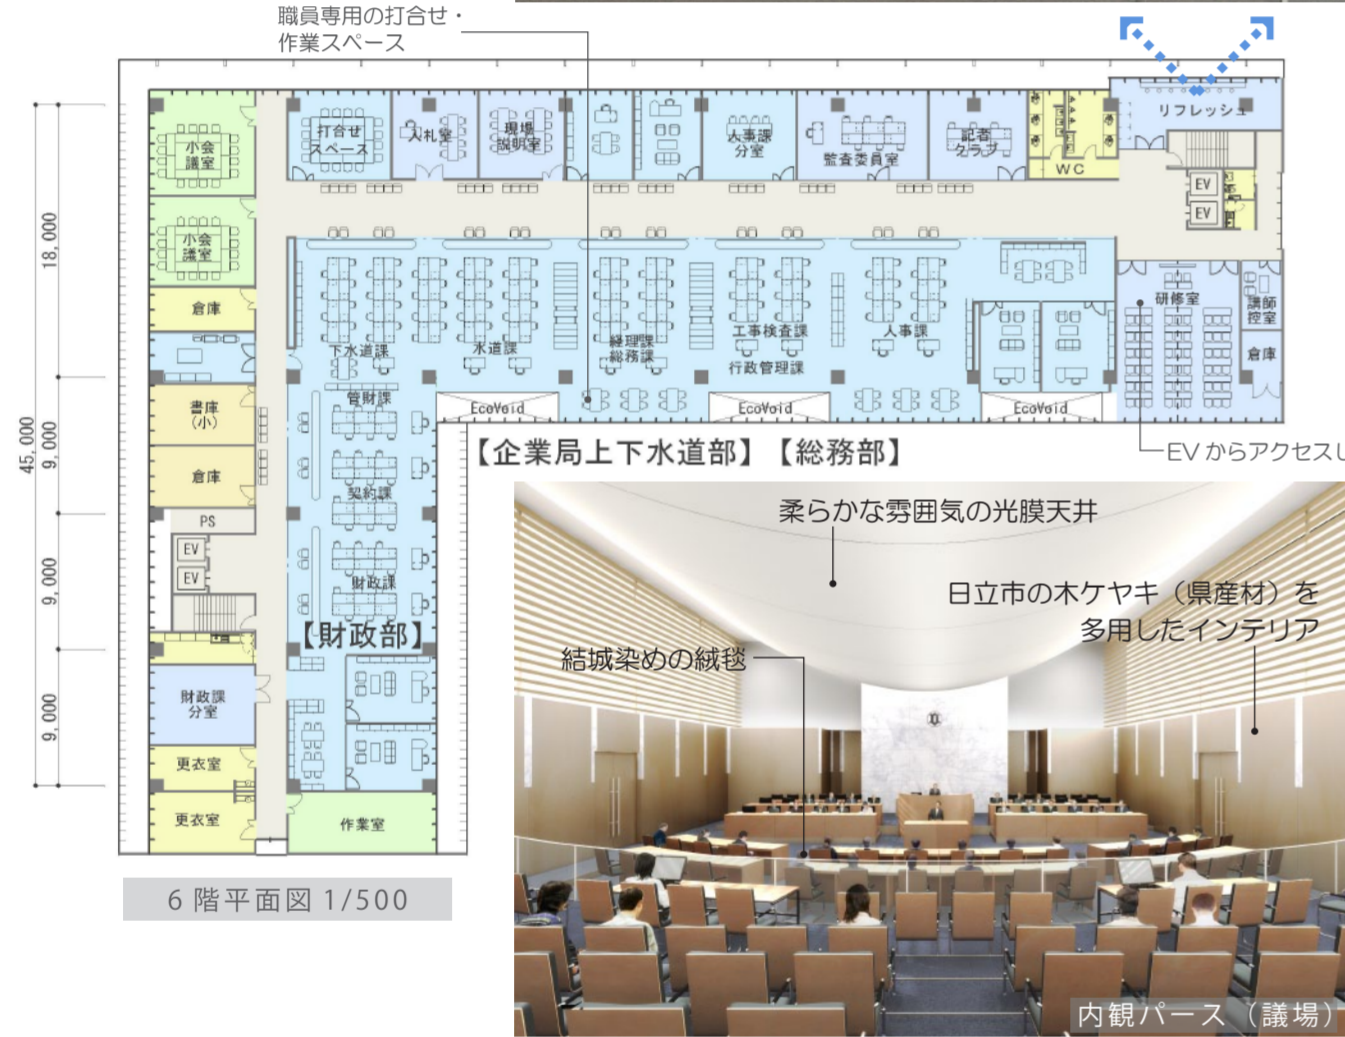 職員専用の打合せ・
作業スペース
リフレッシュ
小会
議室
打合せ
スペース
入札室
現場
説明室
人事課
分室
監査委員室
記者
クラブ
WC
EV
EV
小会
議室
倉庫
研修室
講師
控室
倉庫
下水道課
水道課
経理課
総務課
工事検査課
行政管理課
人事課
書庫
(小)
管財課
EcoVoid
EcoVoid
EcoVoid
【企業局上下水道部】【総務部】
EVからアクセスし
倉庫
契約課
PS
EV
EV
財政課
【財政部】
財政課
分室
更衣室
更衣室
作業室
18,000
45,000
9,000
9,000
9,000
6階平面図 1/500
柔らかな雰囲気の光膜天井
日立市の木ケヤキ（県産材）を
多用したインテリア
結城染めの絨毯
内観パース（議場）